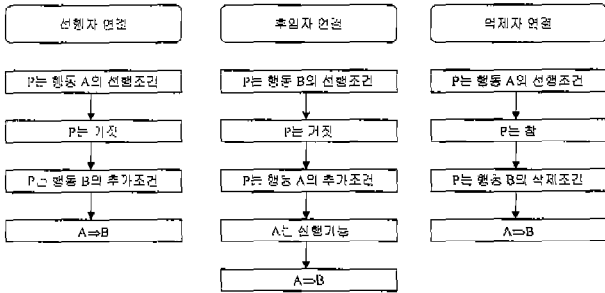 선행자 연결
P는 행동 A의 선행조건
P는 거짓
P는 행동 B의 추가조건
A⇒B
후임자 연결
P는 행동 B의 선행조건
P는 거짓
P는 행동 A의 추가조건
A는 실행가능
A⇒B
억제자 연결
P는 행동 A의 선행조건
P는 참
P는 행동 B의 삭제조건
A⇒B